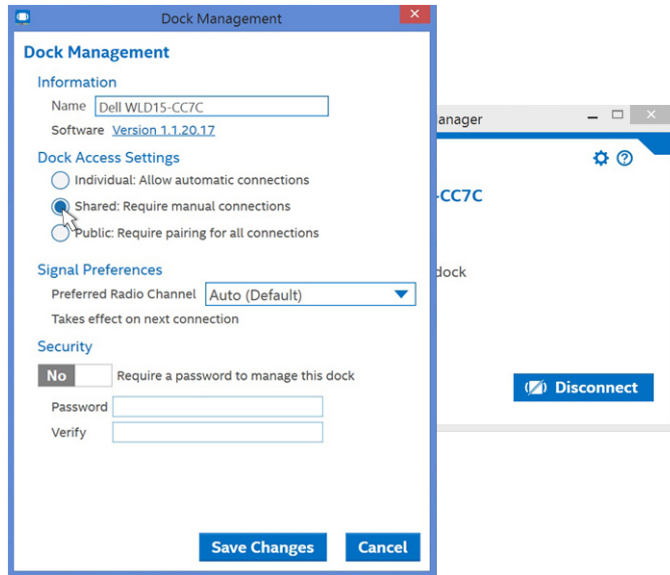 Dock Management
Dock Management
Information
Name Dell WLD15-CC7C
Software Version 1.1.20.17
Dock Access Settings
Individual: Allow automatic connections
Shared: Require manual connections
Public: Require pairing for all connections
Signal Preferences
Preferred Radio Channel Auto (Default)
Takes effect on next connection
Security
No Require a password to manage this dock
Password
Verify
Save Changes Cancel
anager
-CC7C
dock
Disconnect